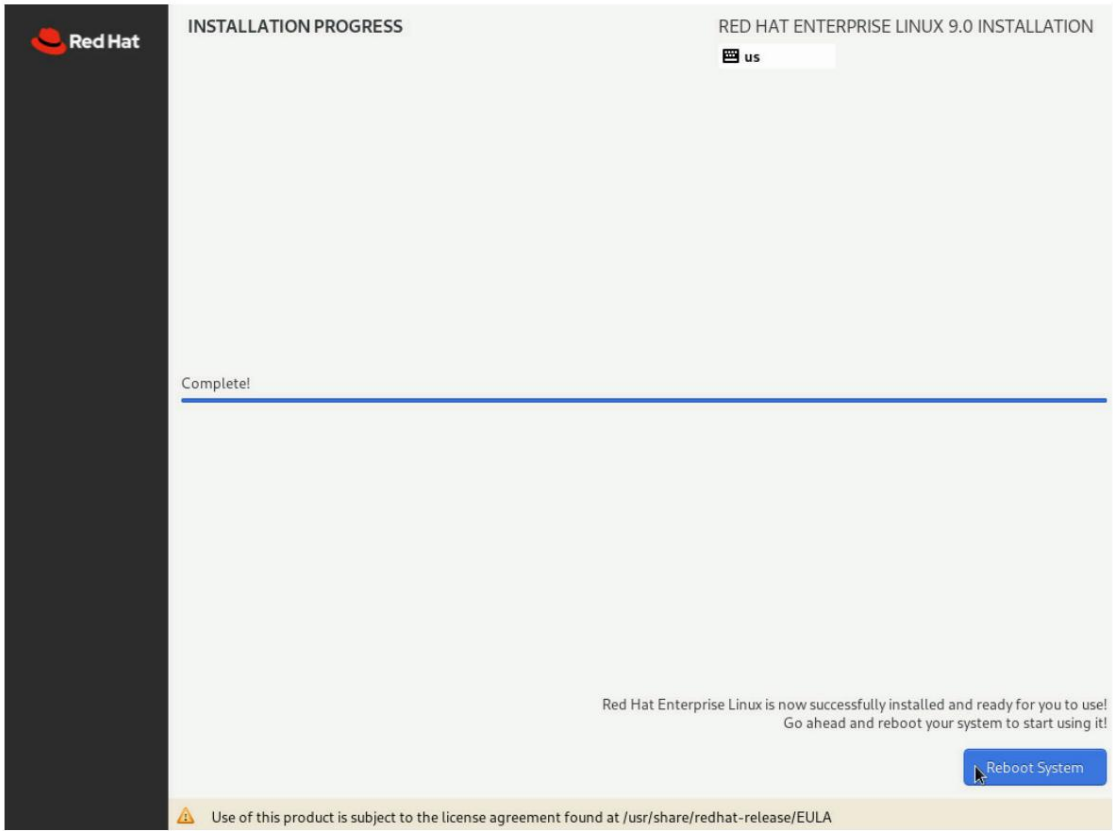 Red Hat
INSTALLATION PROGRESS
RED HAT ENTERPRISE LINUX 9.0 INSTALLATION
us
Complete!
Red Hat Enterprise Linux is now successfully installed and ready for you to use!
Go ahead and reboot your system to start using it!
Reboot System
Use of this product is subject to the license agreement found at /usr/share/redhat-release/EULA